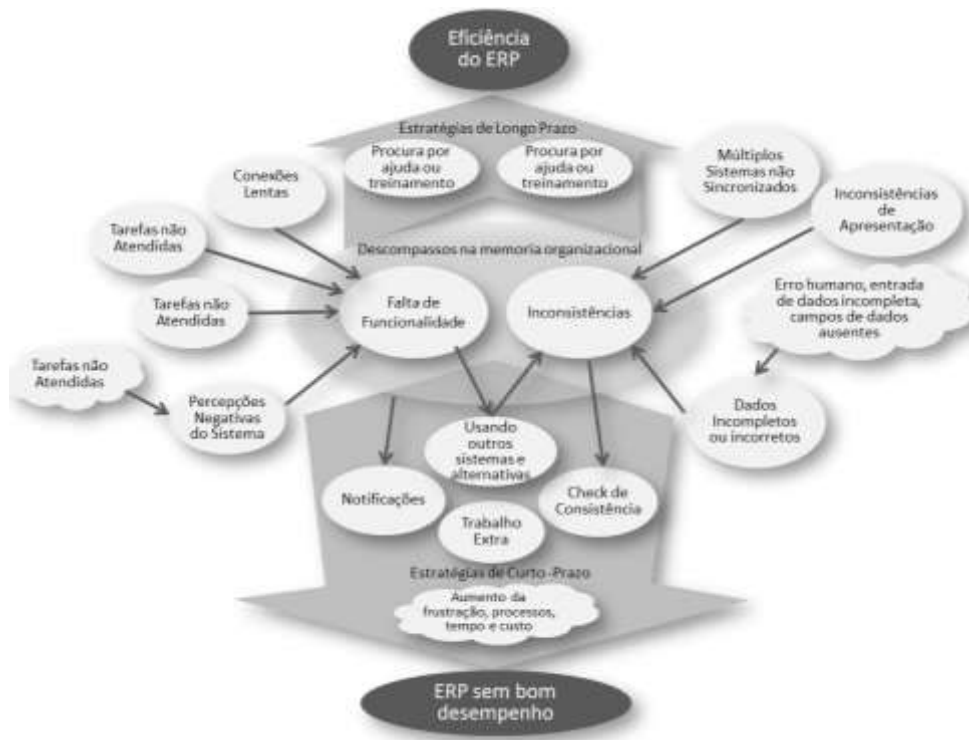 Eficiência
do ERP
Estratégias de Longo Prazo
Procura por
ajuda ou
treinamento
Procura por
ajuda ou
treinamento
Múltiplos
Sistemas não
Sincronizados
Conexões
Lentas
Inconsistências
de
Apresentação
Tarefas não
Atendidas
Descompassos na memoria organizacional
Erro humano, entrada
de dados incompleta,
campos de dados
ausentes
Tarefas não
Atendidas
Falta de
Funcionalidade
Inconsistências
Tarefas não
Atendidas
Percepções
Negativas
do Sistema
Dados
Incompletos
ou incorretos
Usando
outros
sistemas e
alternativas
Notificações
Check de
Consistência
Trabalho
Extra
Estratégias de Curto -Prazo
Aumento da
frustração, processos,
tempo e custo
ERP sem bom
desempenho